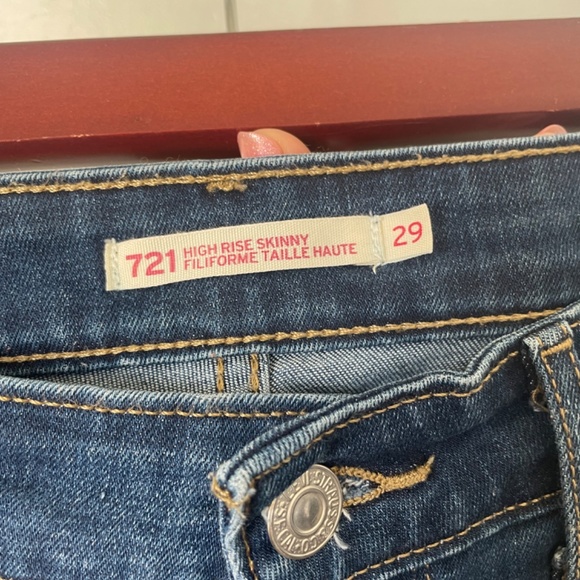 721
HIGH RISE SKINNY
FILIFORME TAILLE HAUTE
29